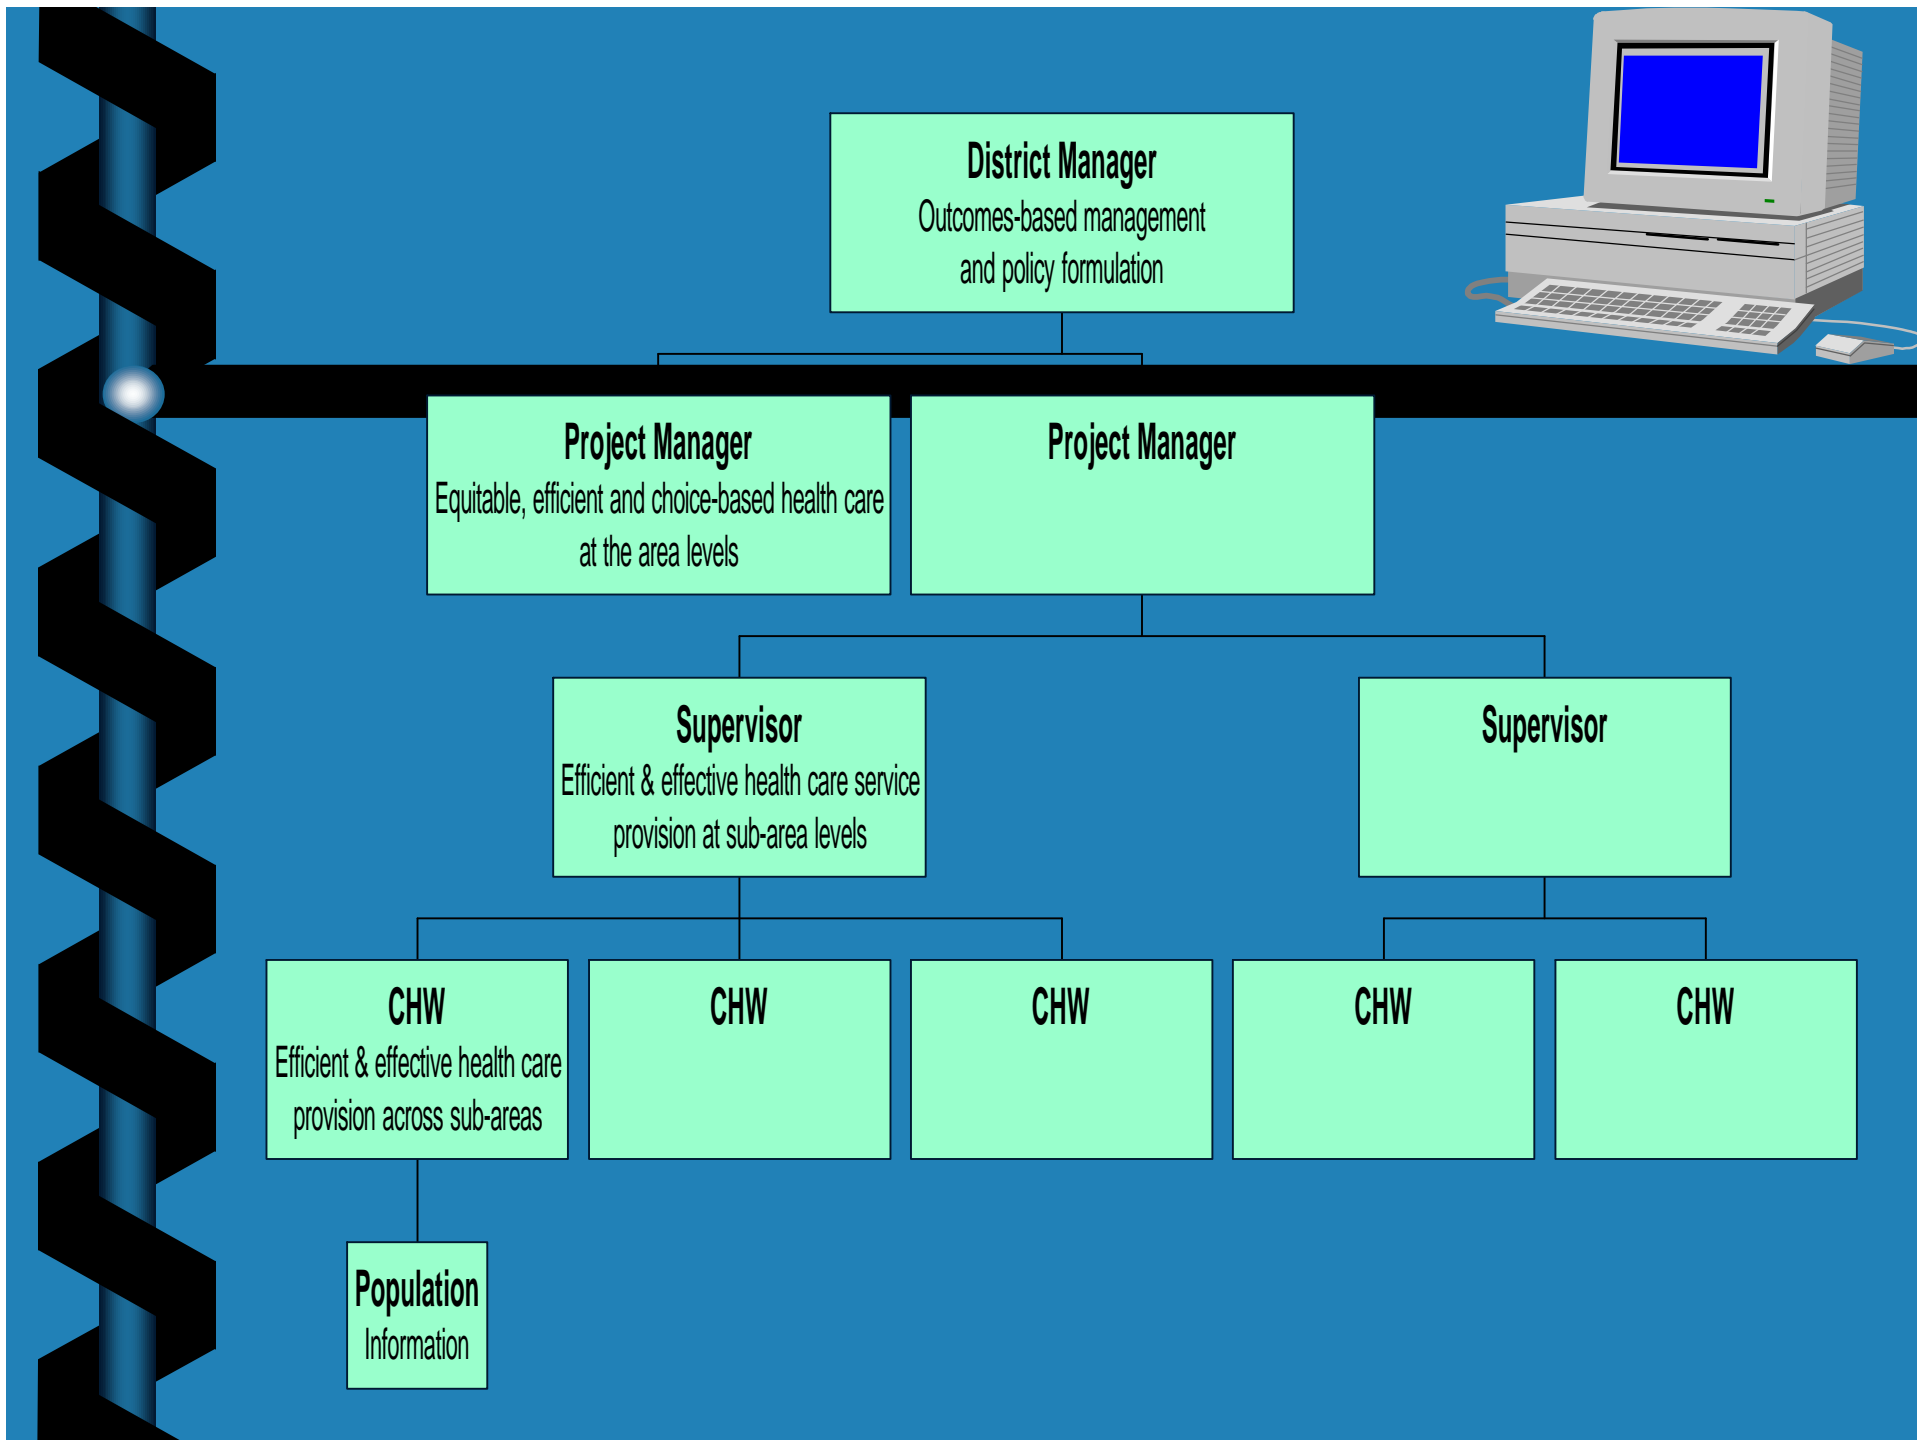 District Manager
Outcomes-based management
and policy formulation
Project Manager
Equitable, efficient and choice-based health care
at the area levels
Project Manager
Supervisor
Efficient & effective health care service
provision at sub-area levels
Supervisor
CHW
Efficient & effective health care
provision across sub-areas
CHW
CHW
CHW
CHW
Population
Information